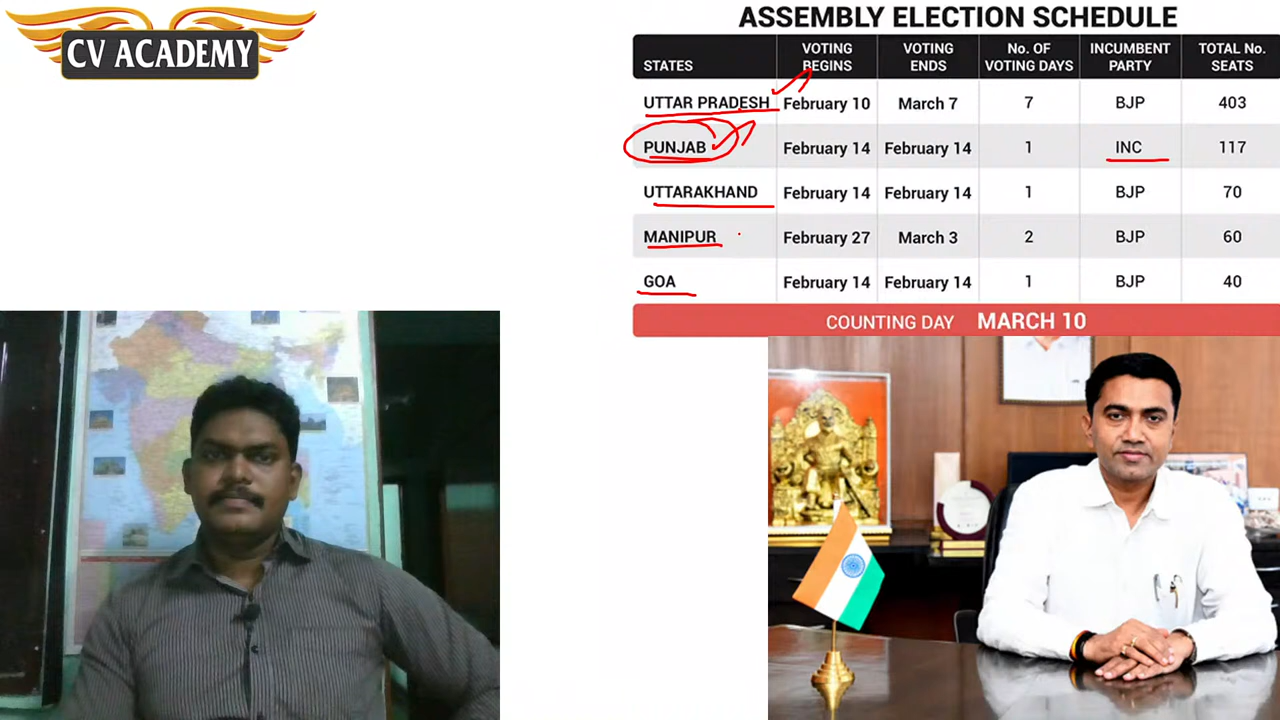 CV ACADEMY
ASSEMBLY ELECTION SCHEDULE
STATES VOTING BEGINS VOTING ENDS No. OF VOTING DAYS INCUMBENT PARTY TOTAL No. SEATS
UTTAR PRADESH February 10 March 7 7 BJP 403
PUNJAB February 14 February 14 1 INC 117
UTTARAKHAND February 14 February 14 1 BJP 70
MANIPUR February 27 March 3 2 BJP 60
GOA February 14 February 14 1 BJP 40
COUNTING DAY MARCH 10